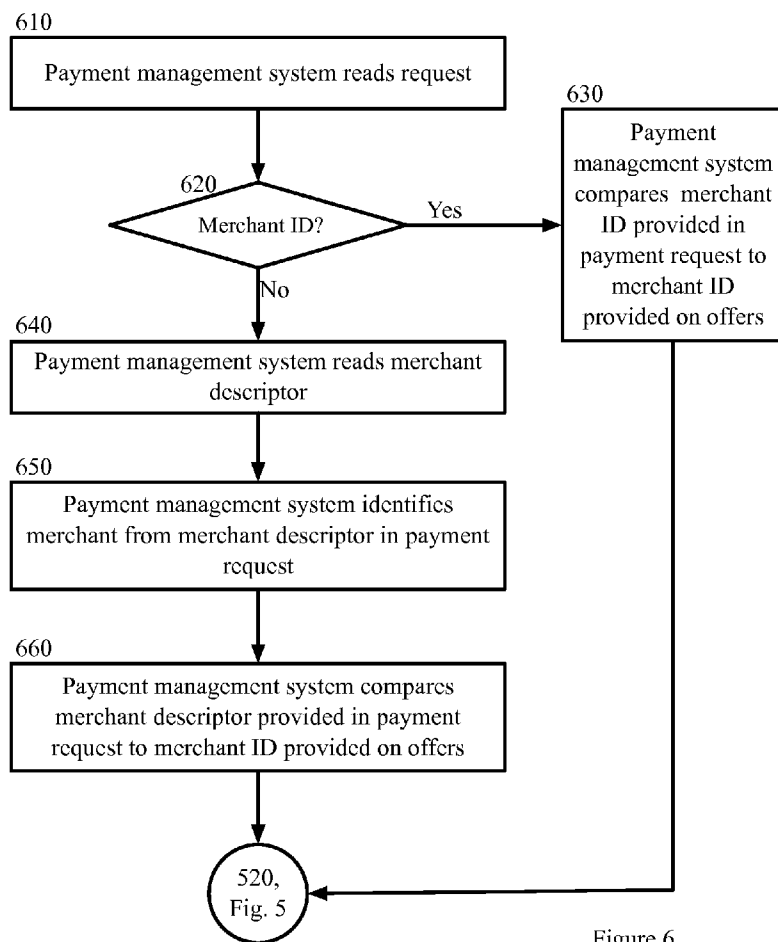 610
Payment management system reads request
620
Merchant ID?
Yes
No
630
Payment
management system
compares merchant
ID provided in
payment request to
merchant ID
provided on offers
640
Payment management system reads merchant
descriptor
650
Payment management system identifies
merchant from merchant descriptor in payment
request
660
Payment management system compares
merchant descriptor provided in payment
request to merchant ID provided on offers
520,
Fig. 5
Figure 6